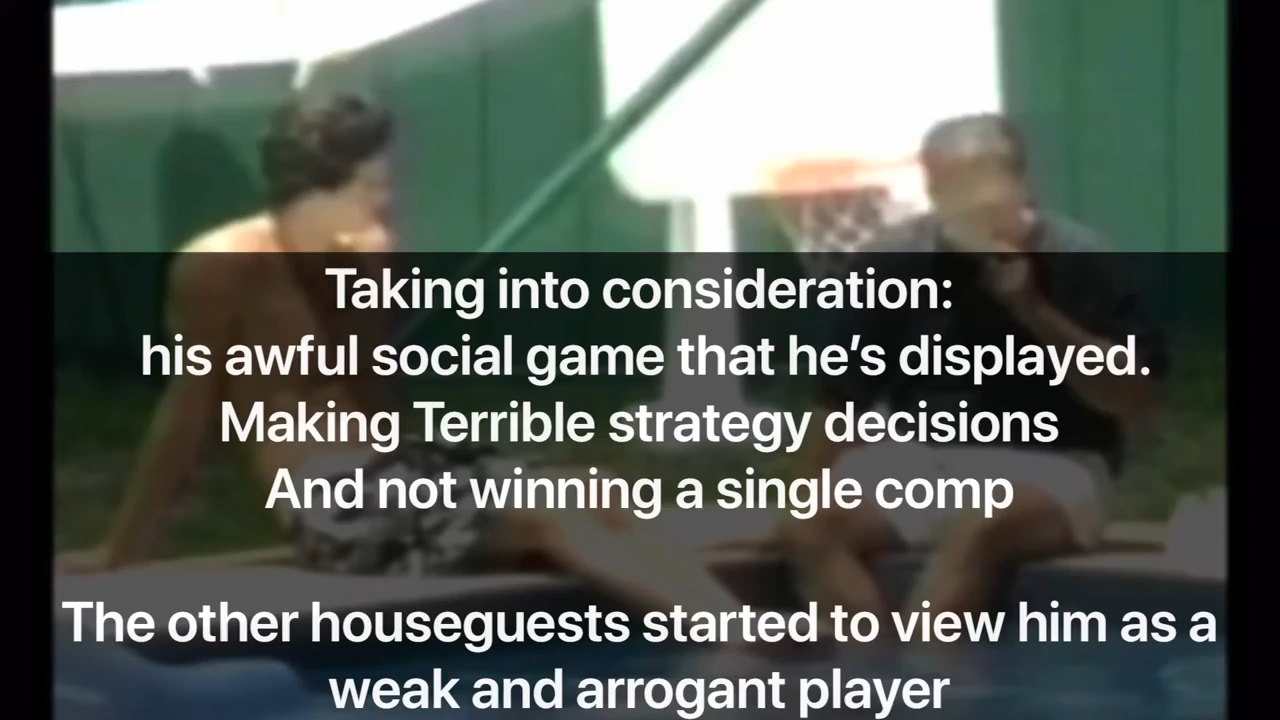 Taking into consideration:
his awful social game that he’s displayed.
Making Terrible strategy decisions
And not winning a single comp
The other houseguests started to view him as a
weak and arrogant player